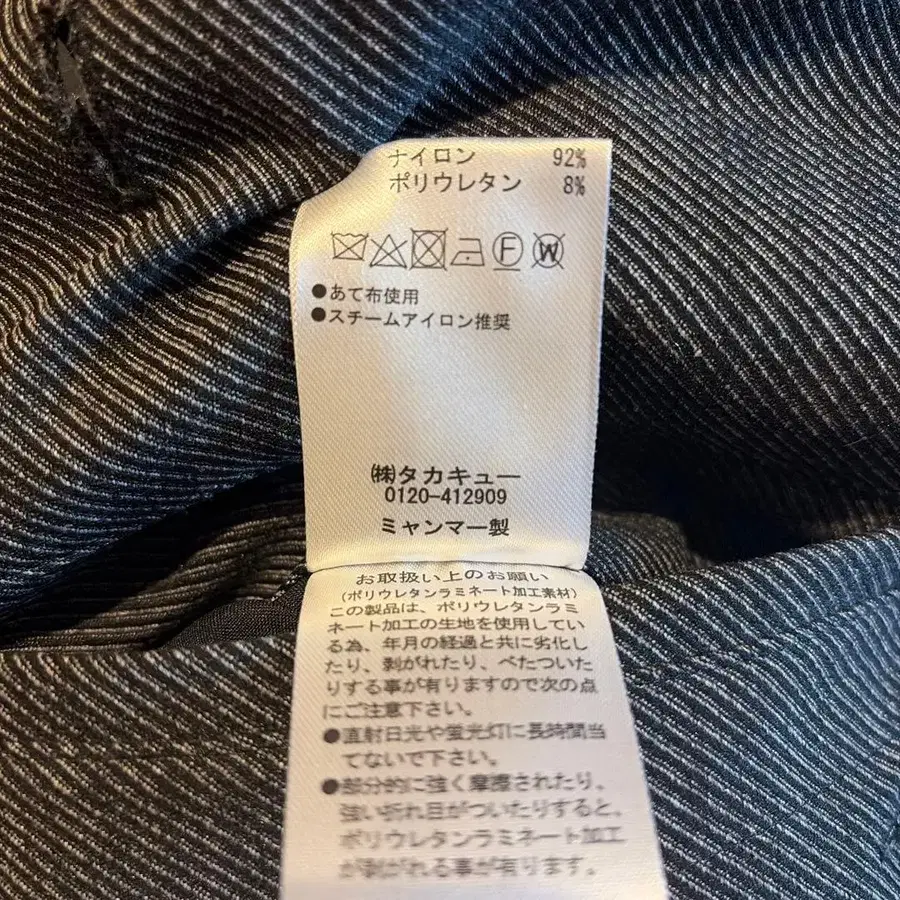 ナイロン 92%
ポリウレタン 8%
F W
●あて布使用
●スチームアイロン推奨
㈱タカキュー
0120-412909
ミャンマー製
お取扱い上のお願い
(ポリウレタンラミネート加工素材)
この製品は、ポリウレタンラミ
ネート加工の生地を使用してい
る為、年月の経過と共に劣化し
たり、剥がれたり、べたついた
りする事が有りますので次の点
にご注意下さい。
●直射日光や蛍光灯に長時間当
てないで下さい。
●部分的に強く摩擦されたり、
強い折れ目がついたりすると、
ポリウレタンラミネート加工
が剥がれる事が有ります。